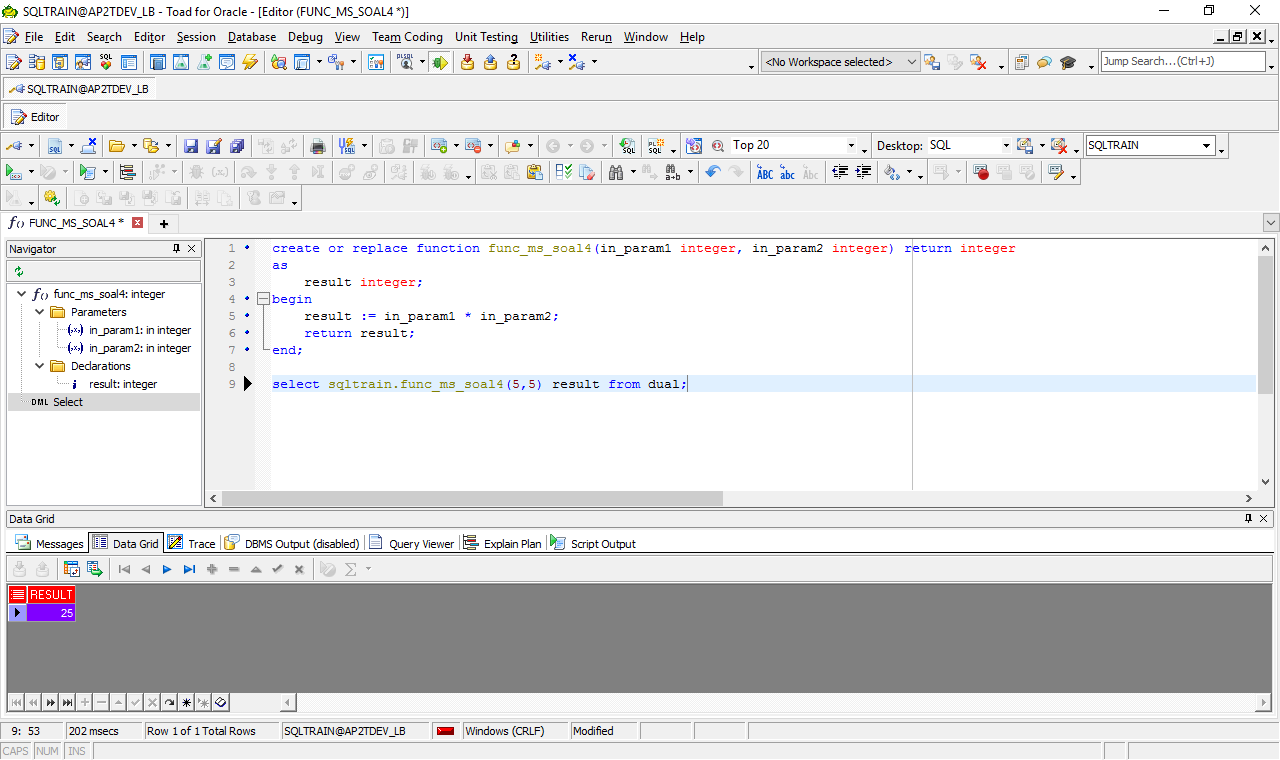 SQLTRAIN@AP2TDEV_LB - Toad for Oracle - [Editor (FUNC_MS_SOAL4 *)]
File Edit Search Editor Session Database Debug View Team Coding Unit Testing Utilities Rerun Window Help
<No Workspace selected> Jump Search...(Ctrl+J)
SQLTRAIN@AP2TDEV_LB
Editor
Top 20 Desktop: SQL SQLTRAIN
FUNC_MS_SOAL4 *
Navigator
func_ms_soal4: integer
Parameters
in_param1: in integer
in_param2: in integer
Declarations
result: integer
DML Select
1 create or replace function func_ms_soal4(in_param1 integer, in_param2 integer) return integer
2 as
3 result integer;
4 begin
5 result := in_param1 * in_param2;
6 return result;
7 end;
8
9 select sqltrain.func_ms_soal4(5,5) result from dual;
Data Grid
Messages Data Grid Trace DBMS Output (disabled) Query Viewer Explain Plan Script Output
RESULT
25
9: 53 202 msecs Row 1 of 1 Total Rows SQLTRAIN@AP2TDEV_LB Windows (CRLF) Modified
CAPS NUM INS